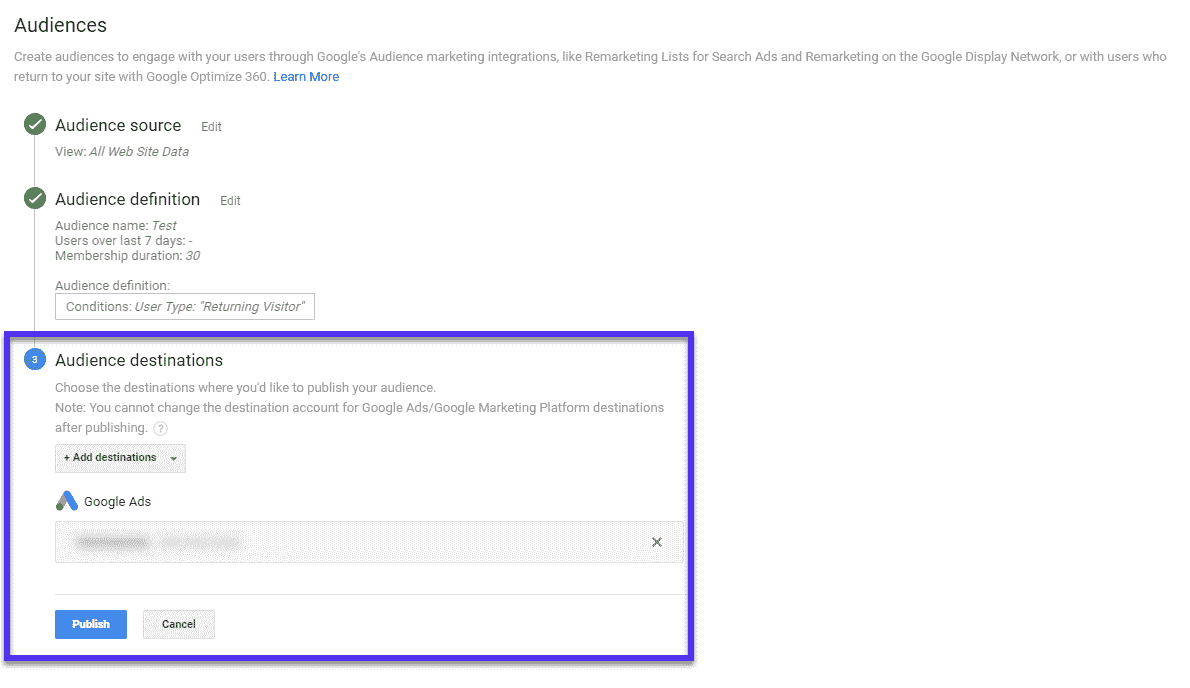 Audiences
Create audiences to engage with your users through Google's Audience marketing integrations, like Remarketing Lists for Search Ads and Remarketing on the Google Display Network, or with users who
return to your site with Google Optimize 360. Learn More
Audience source Edit
View: All Web Site Data
Audience definition Edit
Audience name: Test
Users over last 7 days: -
Membership duration: 30
Audience definition:
Conditions: User Type: "Returning Visitor"
3 Audience destinations
Choose the destinations where you'd like to publish your audience.
Note: You cannot change the destination account for Google Ads/Google Marketing Platform destinations
after publishing. ?
+ Add destinations
Google Ads
Publish Cancel